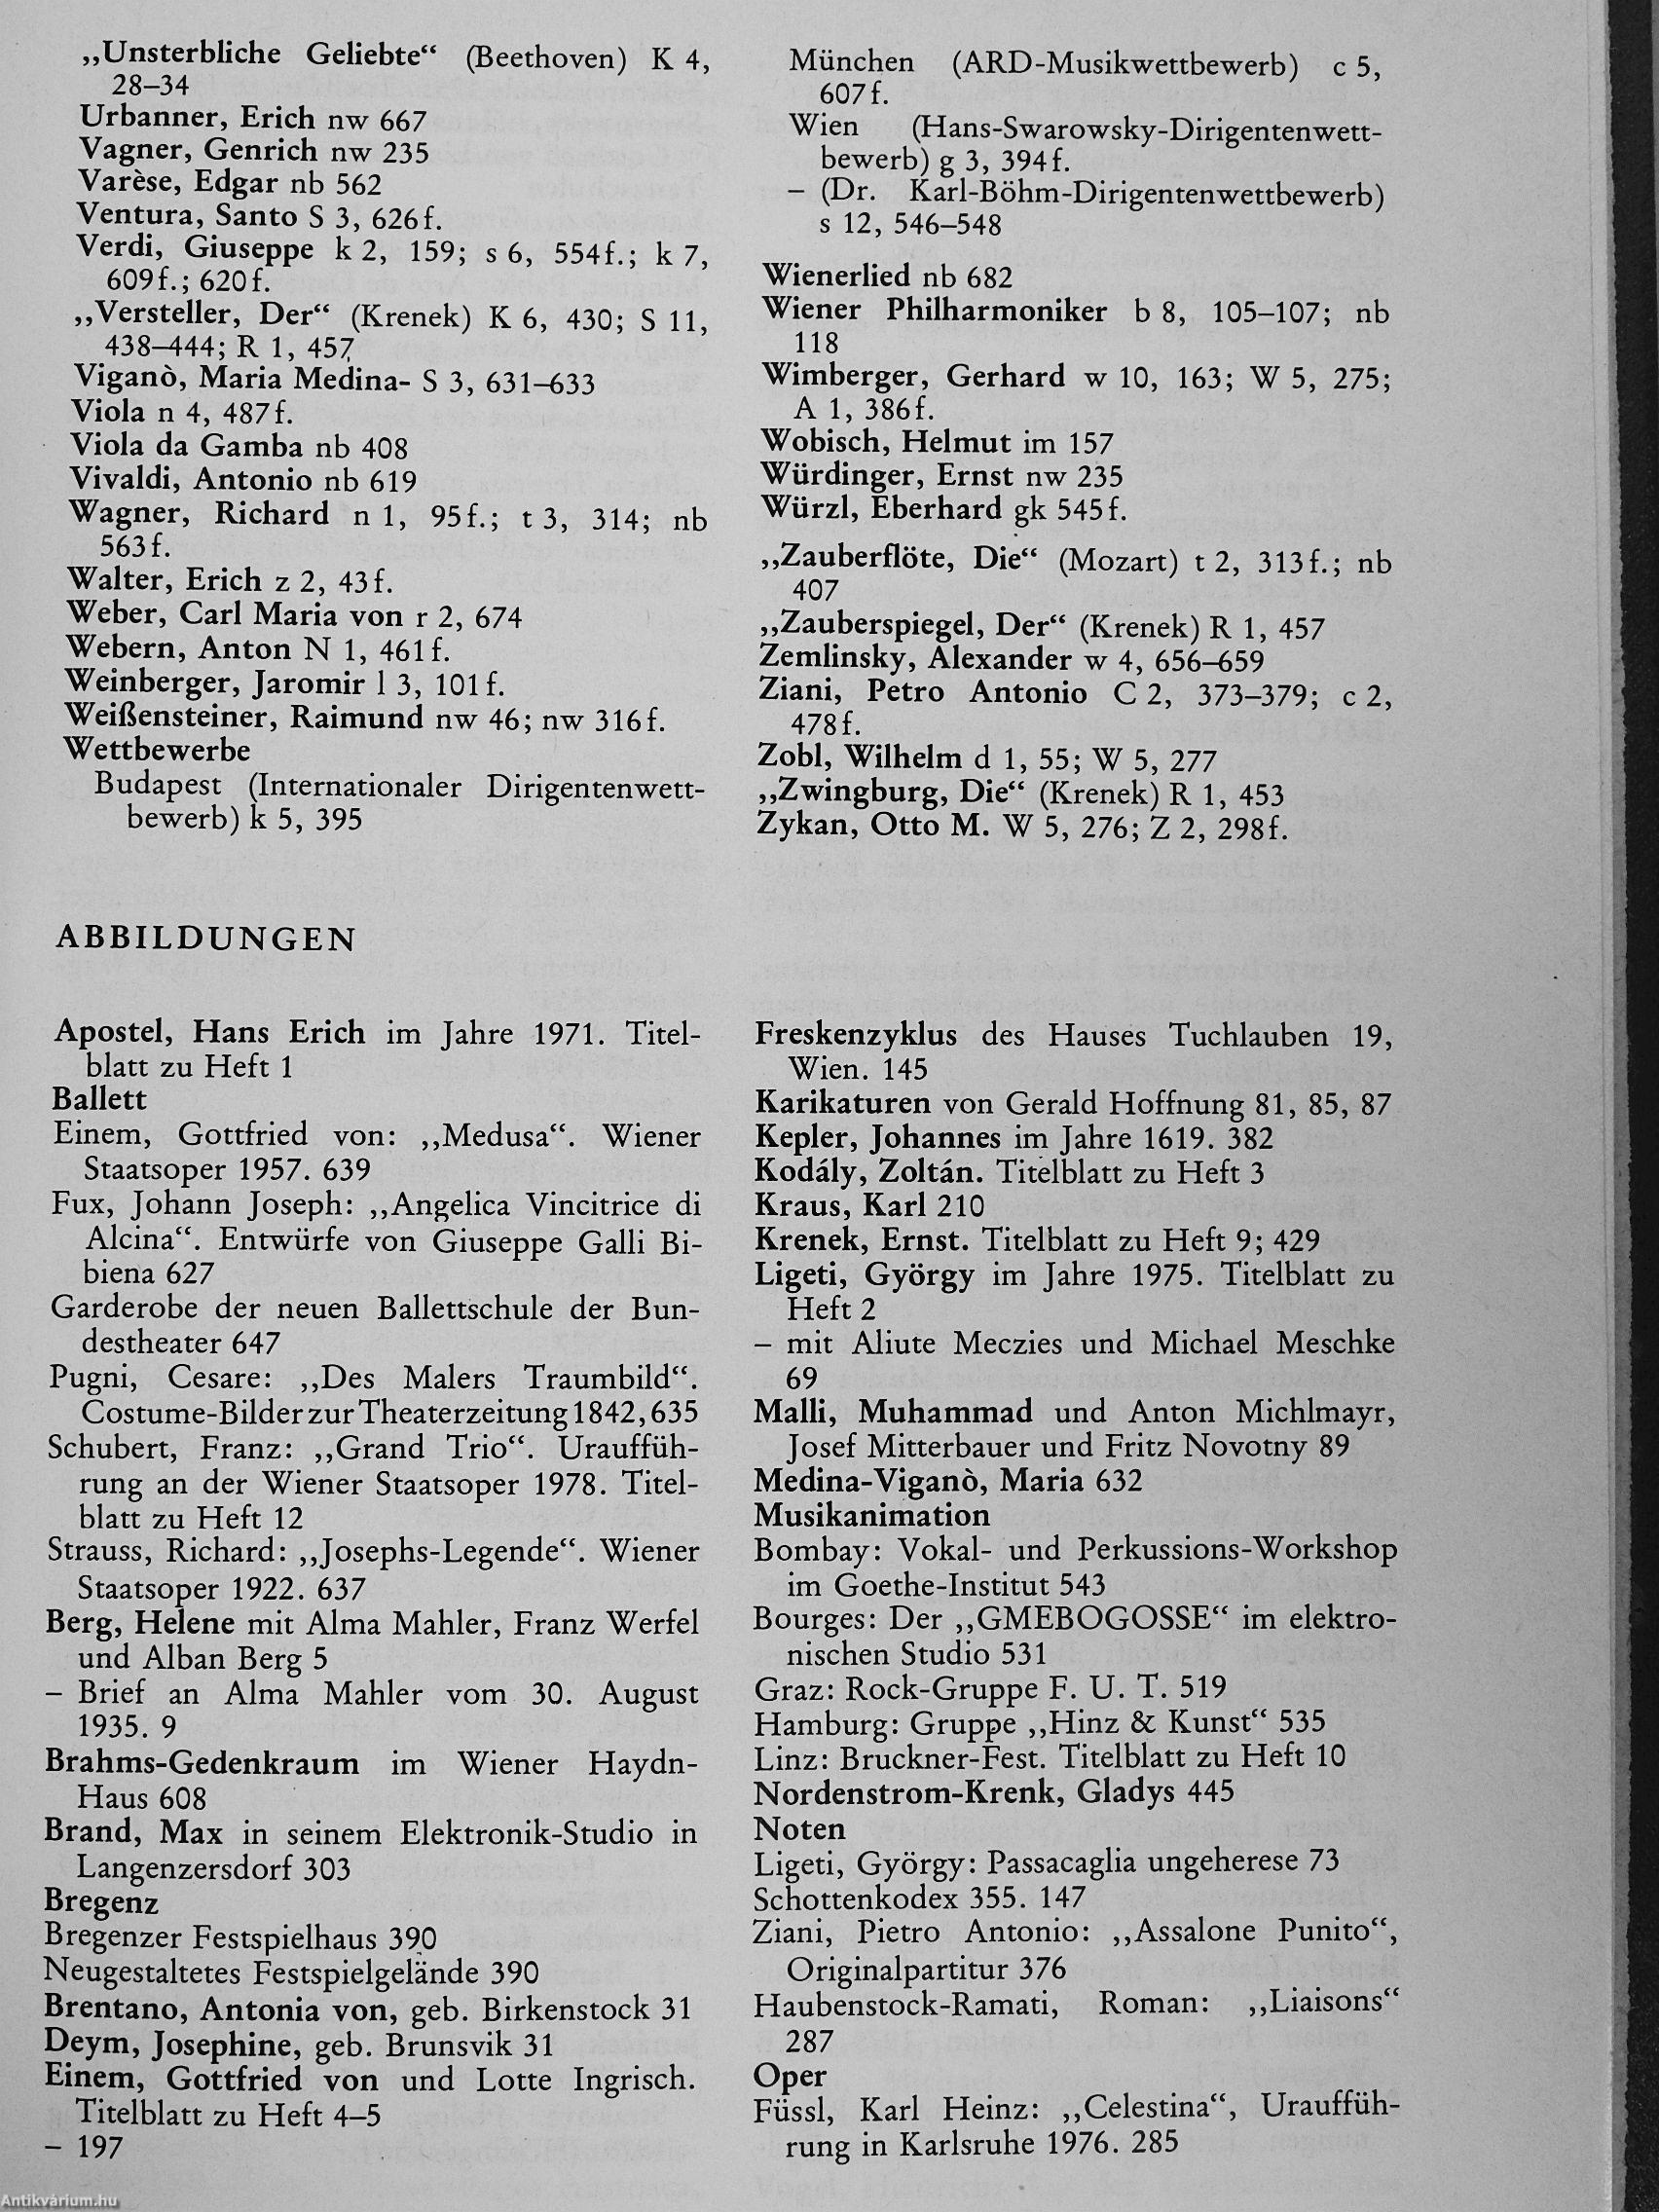 „Unsterbliche Geliebte“ (Beethoven) K 4,
28–34
Urbanner, Erich nw 667
Vagner, Genrich nw 235
Varèse, Edgar nb 562
Ventura, Santo S 3, 626 f.
Verdi, Giuseppe k 2, 159; s 6, 554 f.; k 7,
609 f.; 620 f.
„Versteller, Der“ (Krenek) K 6, 430; S 11,
438–444; R 1, 457
Viganò, Maria Medina- S 3, 631–633
Viola n 4, 487 f.
Viola da Gamba nb 408
Vivaldi, Antonio nb 619
Wagner, Richard n 1, 95 f.; t 3, 314; nb
563 f.
Walter, Erich z 2, 43 f.
Weber, Carl Maria von r 2, 674
Webern, Anton N 1, 461 f.
Weinberger, Jaromir l 3, 101 f.
Weißensteiner, Raimund nw 46; nw 316 f.
Wettbewerbe
Budapest (Internationaler Dirigentenwett-
bewerb) k 5, 395
München (ARD-Musikwettbewerb) c 5,
607 f.
Wien (Hans-Swarowsky-Dirigentenwett-
bewerb) g 3, 394 f.
– (Dr. Karl-Böhm-Dirigentenwettbewerb)
s 12, 546–548
Wienerlied nb 682
Wiener Philharmoniker b 8, 105–107; nb
118
Wimberger, Gerhard w 10, 163; W 5, 275;
A 1, 386 f.
Wobisch, Helmut im 157
Würdinger, Ernst nw 235
Würzl, Eberhard gk 545 f.
„Zauberflöte, Die“ (Mozart) t 2, 313 f.; nb
407
„Zauberspiegel, Der“ (Krenek) R 1, 457
Zemlinsky, Alexander w 4, 656–659
Ziani, Petro Antonio C 2, 373–379; c 2,
478 f.
Zobl, Wilhelm d 1, 55; W 5, 277
„Zwingburg, Die“ (Krenek) R 1, 453
Zykan, Otto M. W 5, 276; Z 2, 298 f.
ABBILDUNGEN
Apostel, Hans Erich im Jahre 1971. Titel-
blatt zu Heft 1
Ballett
Einem, Gottfried von: „Medusa“. Wiener
Staatsoper 1957. 639
Fux, Johann Joseph: „Angelica Vincitrice di
Alcina“. Entwürfe von Giuseppe Galli Bi-
biena 627
Garderobe der neuen Ballettschule der Bun-
destheater 647
Pugni, Cesare: „Des Malers Traumbild“.
Costume-Bilder zur Theaterzeitung 1842, 635
Schubert, Franz: „Grand Trio“. Urauffüh-
rung an der Wiener Staatsoper 1978. Titel-
blatt zu Heft 12
Strauss, Richard: „Josephs-Legende“. Wiener
Staatsoper 1922. 637
Berg, Helene mit Alma Mahler, Franz Werfel
und Alban Berg 5
– Brief an Alma Mahler vom 30. August
1935. 9
Brahms-Gedenkraum im Wiener Haydn-
Haus 608
Brand, Max in seinem Elektronik-Studio in
Langenzersdorf 303
Bregenz
Bregenzer Festspielhaus 390
Neugestaltetes Festspielgelände 390
Brentano, Antonia von, geb. Birkenstock 31
Deym, Josephine, geb. Brunsvik 31
Einem, Gottfried von und Lotte Ingrisch.
Titelblatt zu Heft 4–5
– 197
Freskenzyklus des Hauses Tuchlauben 19,
Wien. 145
Karikaturen von Gerald Hoffnung 81, 85, 87
Kepler, Johannes im Jahre 1619. 382
Kodály, Zoltán. Titelblatt zu Heft 3
Kraus, Karl 210
Krenek, Ernst. Titelblatt zu Heft 9; 429
Ligeti, György im Jahre 1975. Titelblatt zu
Heft 2
– mit Aliute Meczies und Michael Meschke
69
Malli, Muhammad und Anton Michlmayr,
Josef Mitterbauer und Fritz Novotny 89
Medina-Viganò, Maria 632
Musikanimation
Bombay: Vokal- und Perkussions-Workshop
im Goethe-Institut 543
Bourges: Der „GMEBOGOSSE“ im elektro-
nischen Studio 531
Graz: Rock-Gruppe F. U. T. 519
Hamburg: Gruppe „Hinz & Kunst“ 535
Linz: Bruckner-Fest. Titelblatt zu Heft 10
Nordenstrom-Krenk, Gladys 445
Noten
Ligeti, György: Passacaglia ungeherese 73
Schottenkodex 355. 147
Ziani, Pietro Antonio: „Assalone Punito“,
Originalpartitur 376
Haubenstock-Ramati, Roman: „Liaisons“
287
Oper
Füssl, Karl Heinz: „Celestina“, Urauffüh-
rung in Karlsruhe 1976. 285
Antikvárium.hu